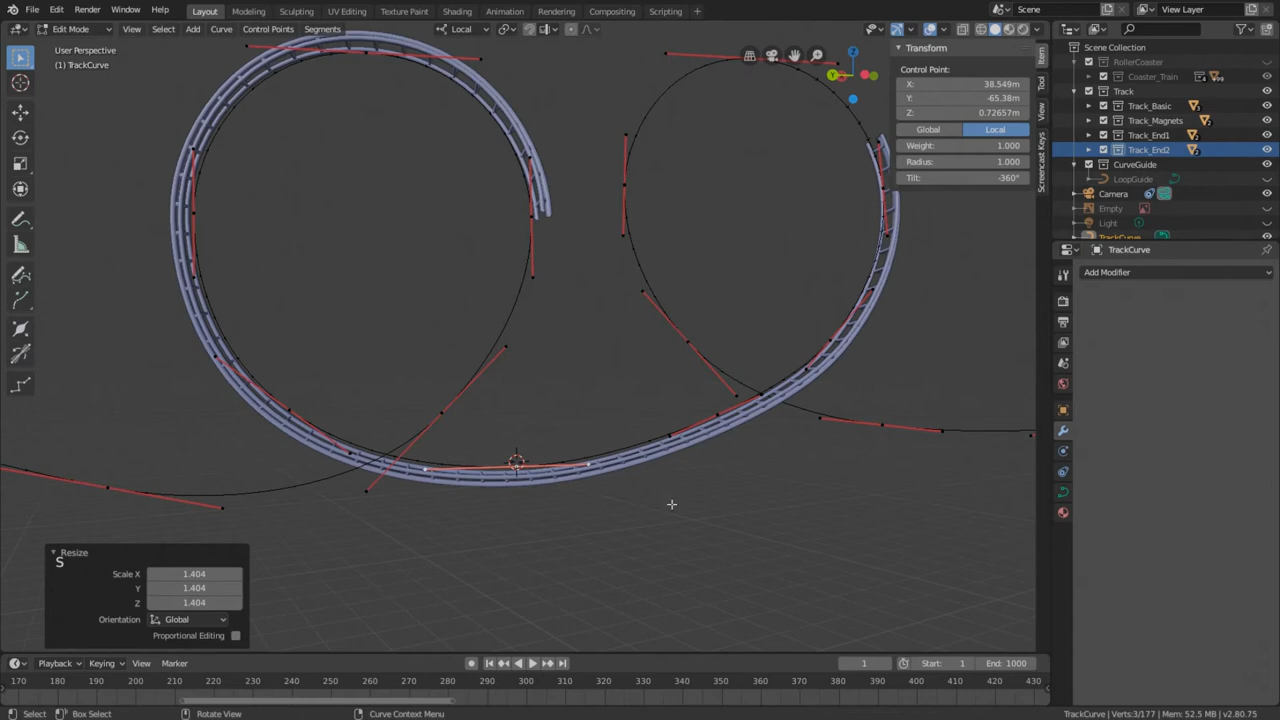 File Edit Render Window Help Layout Modeling Sculpting UV Editing Texture Paint Shading Animation Rendering Compositing Scripting + Scene View Layer
Edit Mode View Select Add Curve Control Points Segments Local
User Perspective
(1) TrackCurve
Transform
Control Point:
X: 38.549m
Y: -65.38m
Z: 0.72657m
Global Local
Weight: 1.000
Radius: 1.000
Tilt: -360°
Item
Tool
View
Screencast Keys
Y
Z
Scene Collection
RollerCoaster
Coaster_Train
Track
Track_Basic
Track_Magnets
Track_End1
Track_End2
CurveGuide
LoopGuide
Camera
Empty
Light
TrackCurve
TrackCurve
Add Modifier
Resize
S
Scale X 1.404
Y 1.404
Z 1.404
Orientation Global
Proportional Editing
Playback Keying View Marker 1 Start: 1 End: 1000
170 180 190 200 210 220 230 240 250 260 270 280 290 300 310 320 330 340 350 360 370 380 390 400 410 420 430
Select Box Select Rotate View Curve Context Menu TrackCurve | Verts:3/177 | Mem: 52.5 MB | v2.80.75